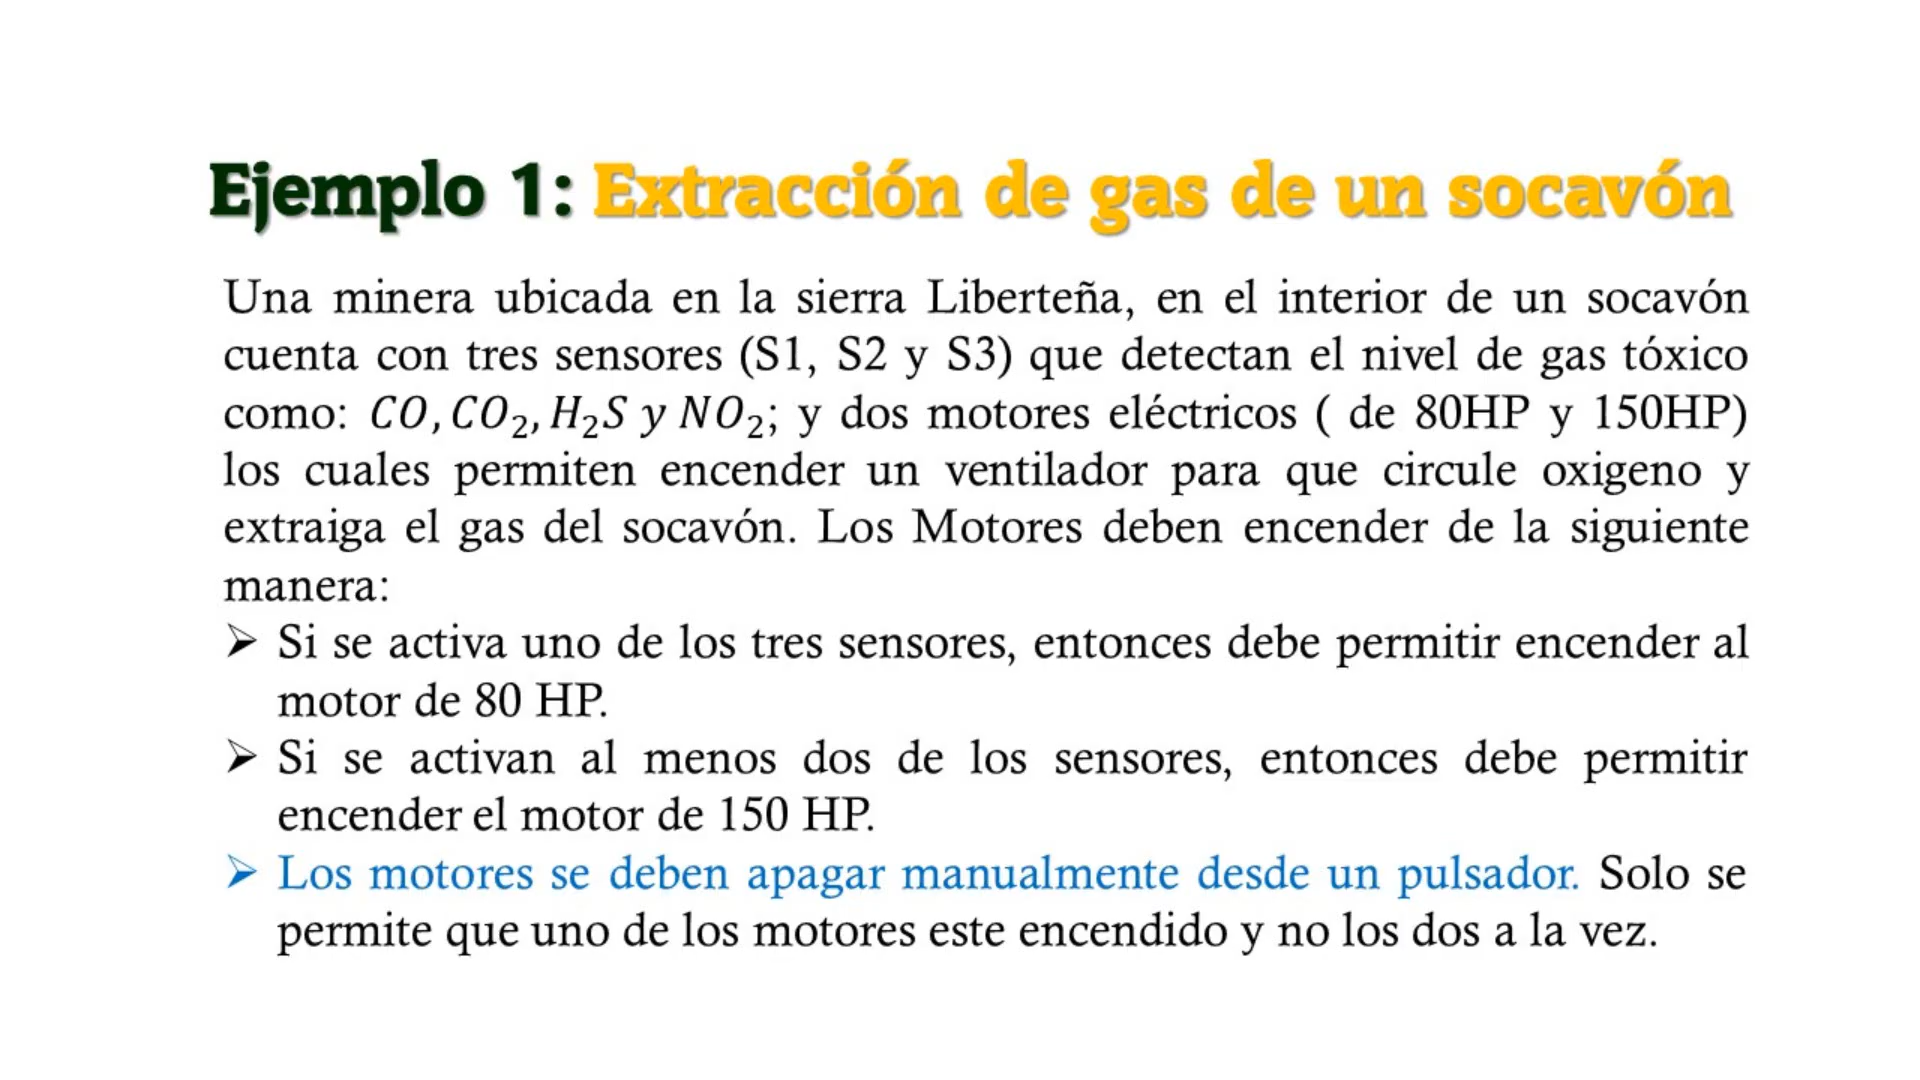 Ejemplo 1: Extracción de gas de un socavón
Una minera ubicada en la sierra Liberteña, en el interior de un socavón
cuenta con tres sensores (S1, S2 y S3) que detectan el nivel de gas tóxico
como: CO, CO₂, H₂S y NO₂; y dos motores eléctricos ( de 80HP y 150HP)
los cuales permiten encender un ventilador para que circule oxigeno y
extraiga el gas del socavón. Los Motores deben encender de la siguiente
manera:
➢ Si se activa uno de los tres sensores, entonces debe permitir encender al
motor de 80 HP.
➢ Si se activan al menos dos de los sensores, entonces debe permitir
encender el motor de 150 HP.
➢ Los motores se deben apagar manualmente desde un pulsador. Solo se
permite que uno de los motores este encendido y no los dos a la vez.